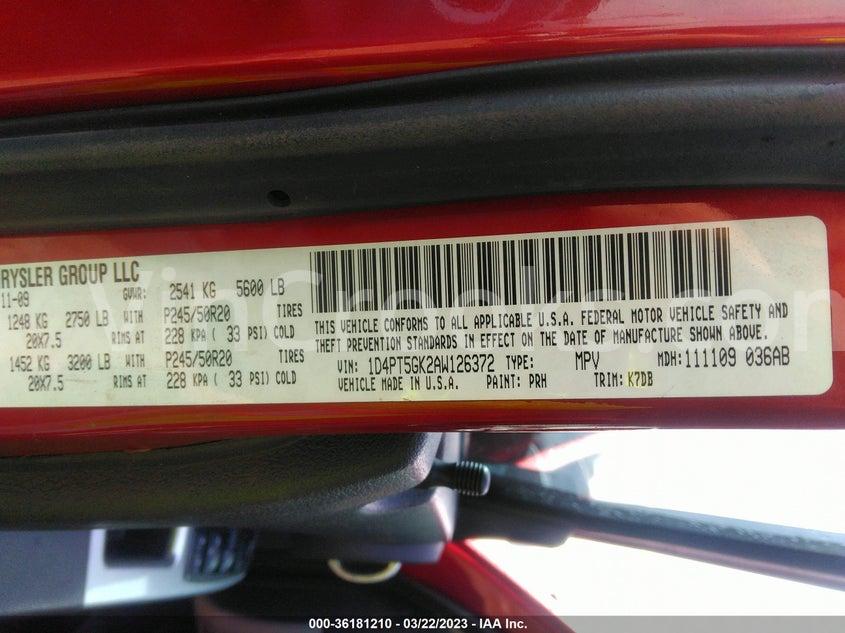 RYSLER GROUP LLC
11-09 GVWR: 2541 KG 5600 LB
1248 KG 2750 LB WITH P245/50R20 TIRES
20X7.5 RIMS AT 228 KPA ( 33 PSI) COLD
1452 KG 3200 LB WITH P245/50R20 TIRES
20X7.5 RIMS AT 228 KPA ( 33 PSI) COLD
THIS VEHICLE CONFORMS TO ALL APPLICABLE U.S.A. FEDERAL MOTOR VEHICLE SAFETY AND
THEFT PREVENTION STANDARDS IN EFFECT ON THE DATE OF MANUFACTURE SHOWN ABOVE.
VIN: 1D4PT5GK2AW126372 TYPE: MPV MDH: 111109 036AB
VEHICLE MADE IN U.S.A. PAINT: PRH TRIM: K7DB
VinCrooks.com
000-36181210 - 03/22/2023 - IAA Inc.